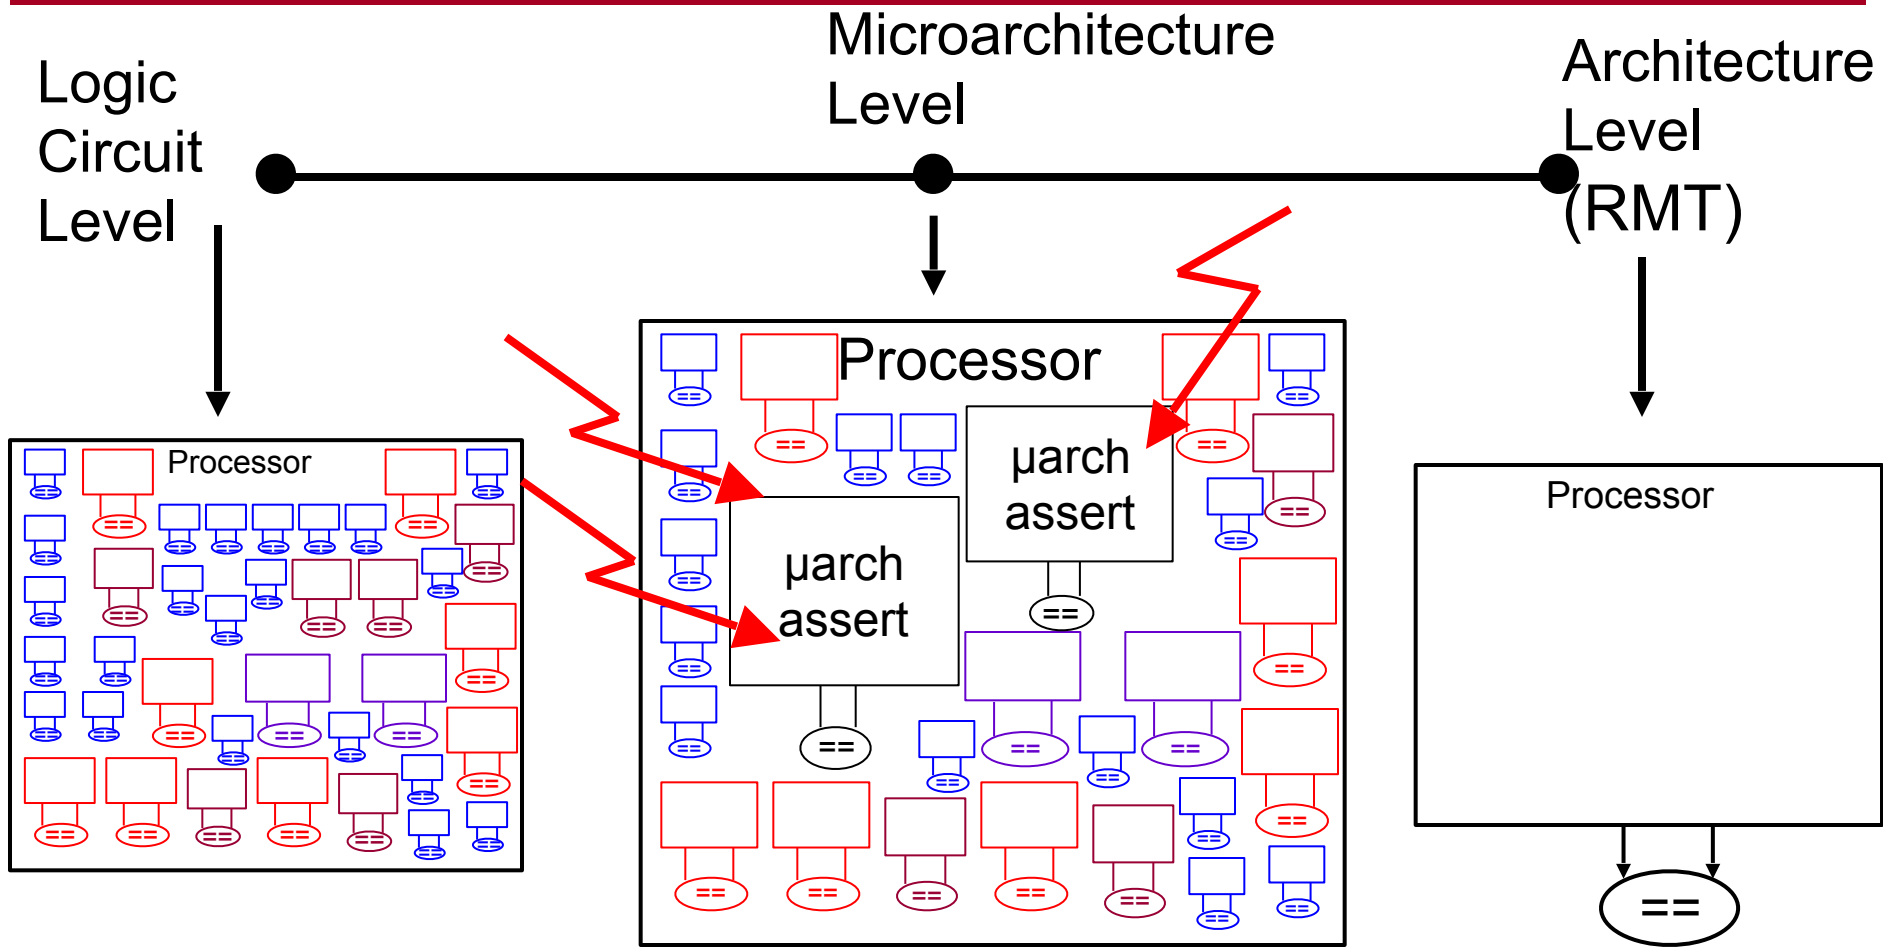 Logic
Circuit
Level
Microarchitecture
Level
Architecture
Level
(RMT)
Processor
== == == == == == == == == == ==
== == == == == == == == ==
== == == == == == == ==
== == == == == == == ==
== == == == == == ==
Processor
== == == == == == == ==
µarch
assert
==
µarch
assert
==
== == == == == == == ==
== == == == == == == ==
== == == == == == == ==
Processor
==